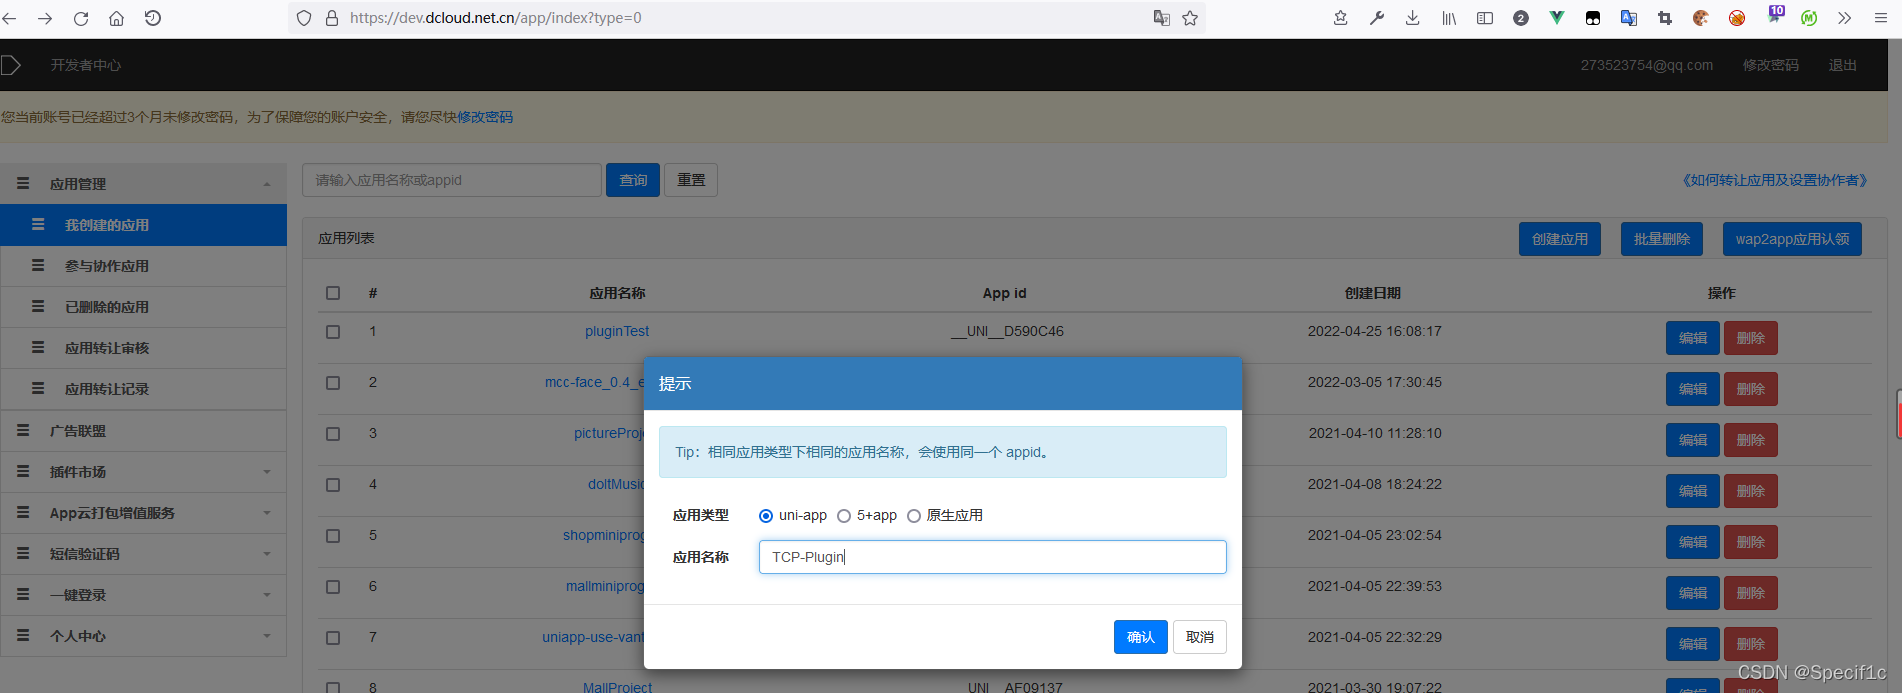 https://dev.dcloud.net.cn/app/index?type=0
2
10
开发者中心
273523754@qq.com
修改密码
退出
您当前账号已经超过3个月未修改密码，为了保障您的账户安全，请您尽快修改密码
应用管理
我创建的应用
参与协作应用
已删除的应用
应用转让审核
应用转让记录
广告联盟
插件市场
App云打包增值服务
短信验证码
一键登录
个人中心
请输入应用名称或appid
查询
重置
《如何转让应用及设置协作者》
应用列表
创建应用
批量删除
wap2app应用认领
# 应用名称 App id 创建日期 操作
1 pluginTest __UNI__D590C46 2022-04-25 16:08:17 编辑 删除
2 mcc-face_0.4_e 2022-03-05 17:30:45 编辑 删除
3 pictureProj 2021-04-10 11:28:10 编辑 删除
4 doItMusic 2021-04-08 18:24:22 编辑 删除
5 shopminiprog 2021-04-05 23:02:54 编辑 删除
6 mallminiprog 2021-04-05 22:39:53 编辑 删除
7 uniapp-use-vant 2021-04-05 22:32:29 编辑 删除
8 MallProject UNI__AF09137 2021-03-30 19:07:22 编辑 删除
提示
Tip：相同应用类型下相同的应用名称，会使用同一个 appid。
应用类型 uni-app 5+app 原生应用
应用名称 TCP-Plugin
确认
取消
CSDN @Specif1c